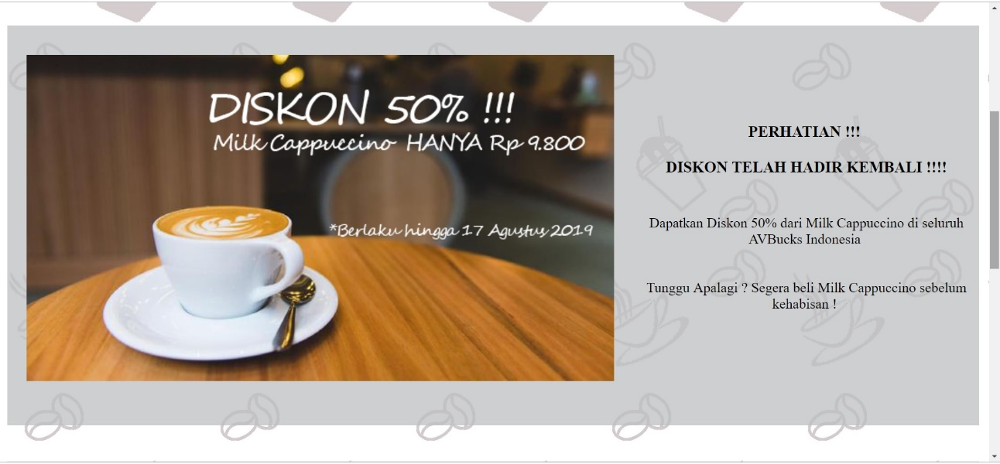 DISKON 50% !!!
Milk Cappuccino HANYA Rp 9.800
*Berlaku hingga 17 Agustus 2019
PERHATIAN !!!
DISKON TELAH HADIR KEMBALI !!!!
Dapatkan Diskon 50% dari Milk Cappuccino di seluruh
AVBucks Indonesia
Tunggu Apalagi ? Segera beli Milk Cappuccino sebelum
kehabisan !